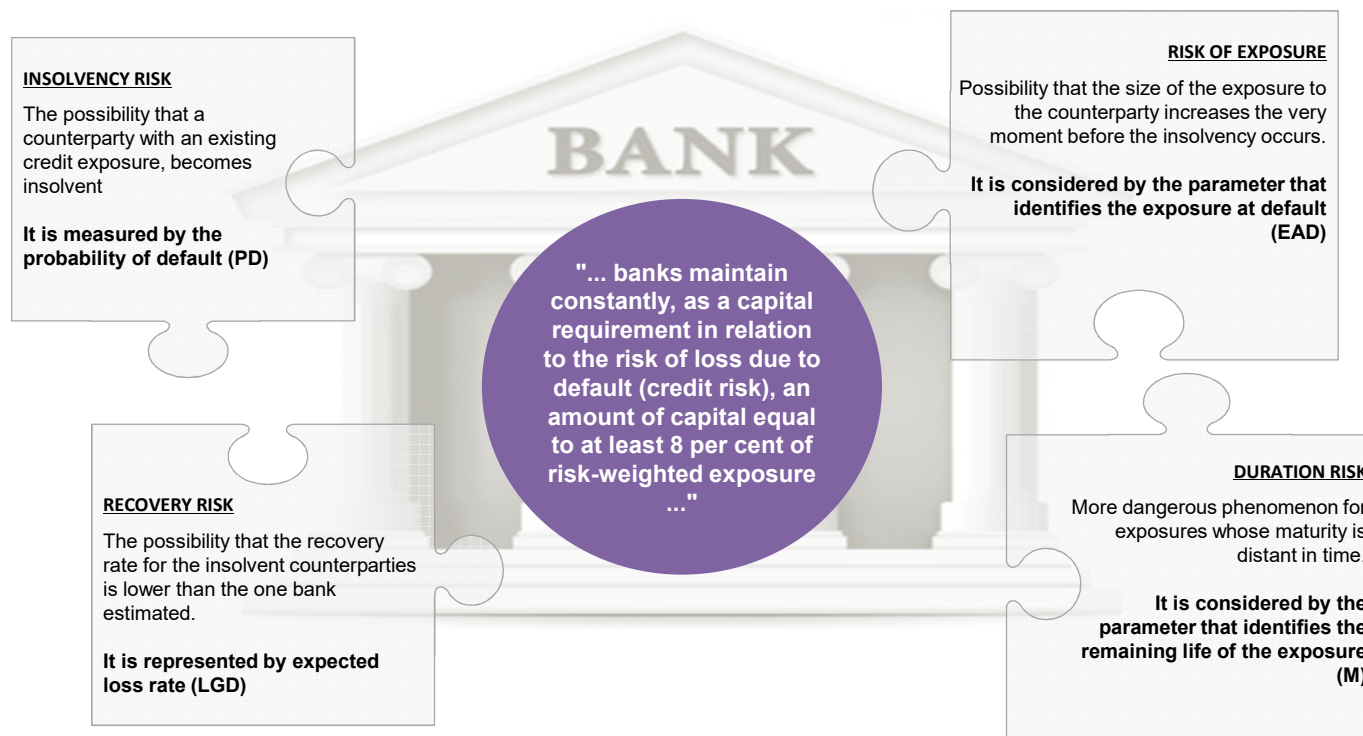 BANK
INSOLVENCY RISK
The possibility that a
counterparty with an existing
credit exposure, becomes
insolvent
It is measured by the
probability of default (PD)
RISK OF EXPOSURE
Possibility that the size of the exposure to
the counterparty increases the very
moment before the insolvency occurs.
It is considered by the parameter that
identifies the exposure at default
(EAD)
"... banks maintain
constantly, as a capital
requirement in relation
to the risk of loss due to
default (credit risk), an
amount of capital equal
to at least 8 per cent of
risk-weighted exposure
..."
RECOVERY RISK
The possibility that the recovery
rate for the insolvent counterparties
is lower than the one bank
estimated.
It is represented by expected
loss rate (LGD)
DURATION RISK
More dangerous phenomenon for
exposures whose maturity is
distant in time.
It is considered by the
parameter that identifies the
remaining life of the exposure
(M)